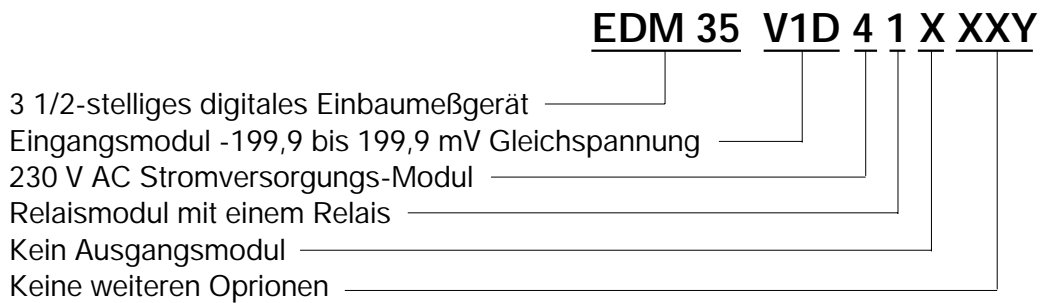 EDM 35 V1D 4 1 X XXY
3 1/2-stelliges digitales Einbaumeßgerät
Eingangsmodul -199,9 bis 199,9 mV Gleichspannung
230 V AC Stromversorgungs-Modul
Relaismodul mit einem Relais
Kein Ausgangsmodul
Keine weiteren Oprionen